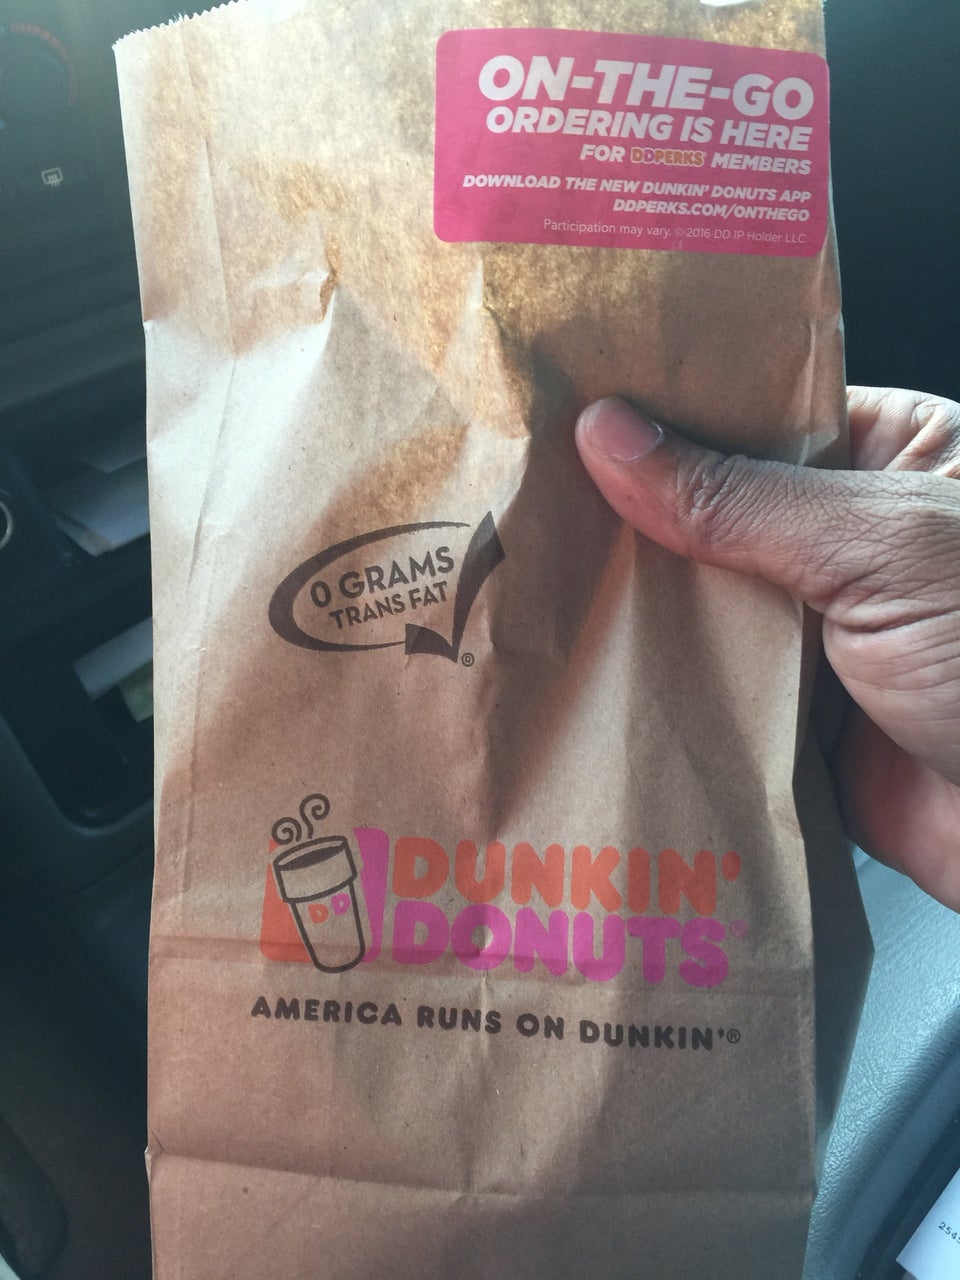 ON-THE-GO
ORDERING IS HERE
FOR DDPERKS® MEMBERS
DOWNLOAD THE NEW DUNKIN' DONUTS APP
DDPERKS.COM/ONTHEGO
Participation may vary. ©2016 DD IP Holder LLC.
0 GRAMS
TRANS FAT
®
DD
DUNKIN'
DONUTS®
AMERICA RUNS ON DUNKIN'®